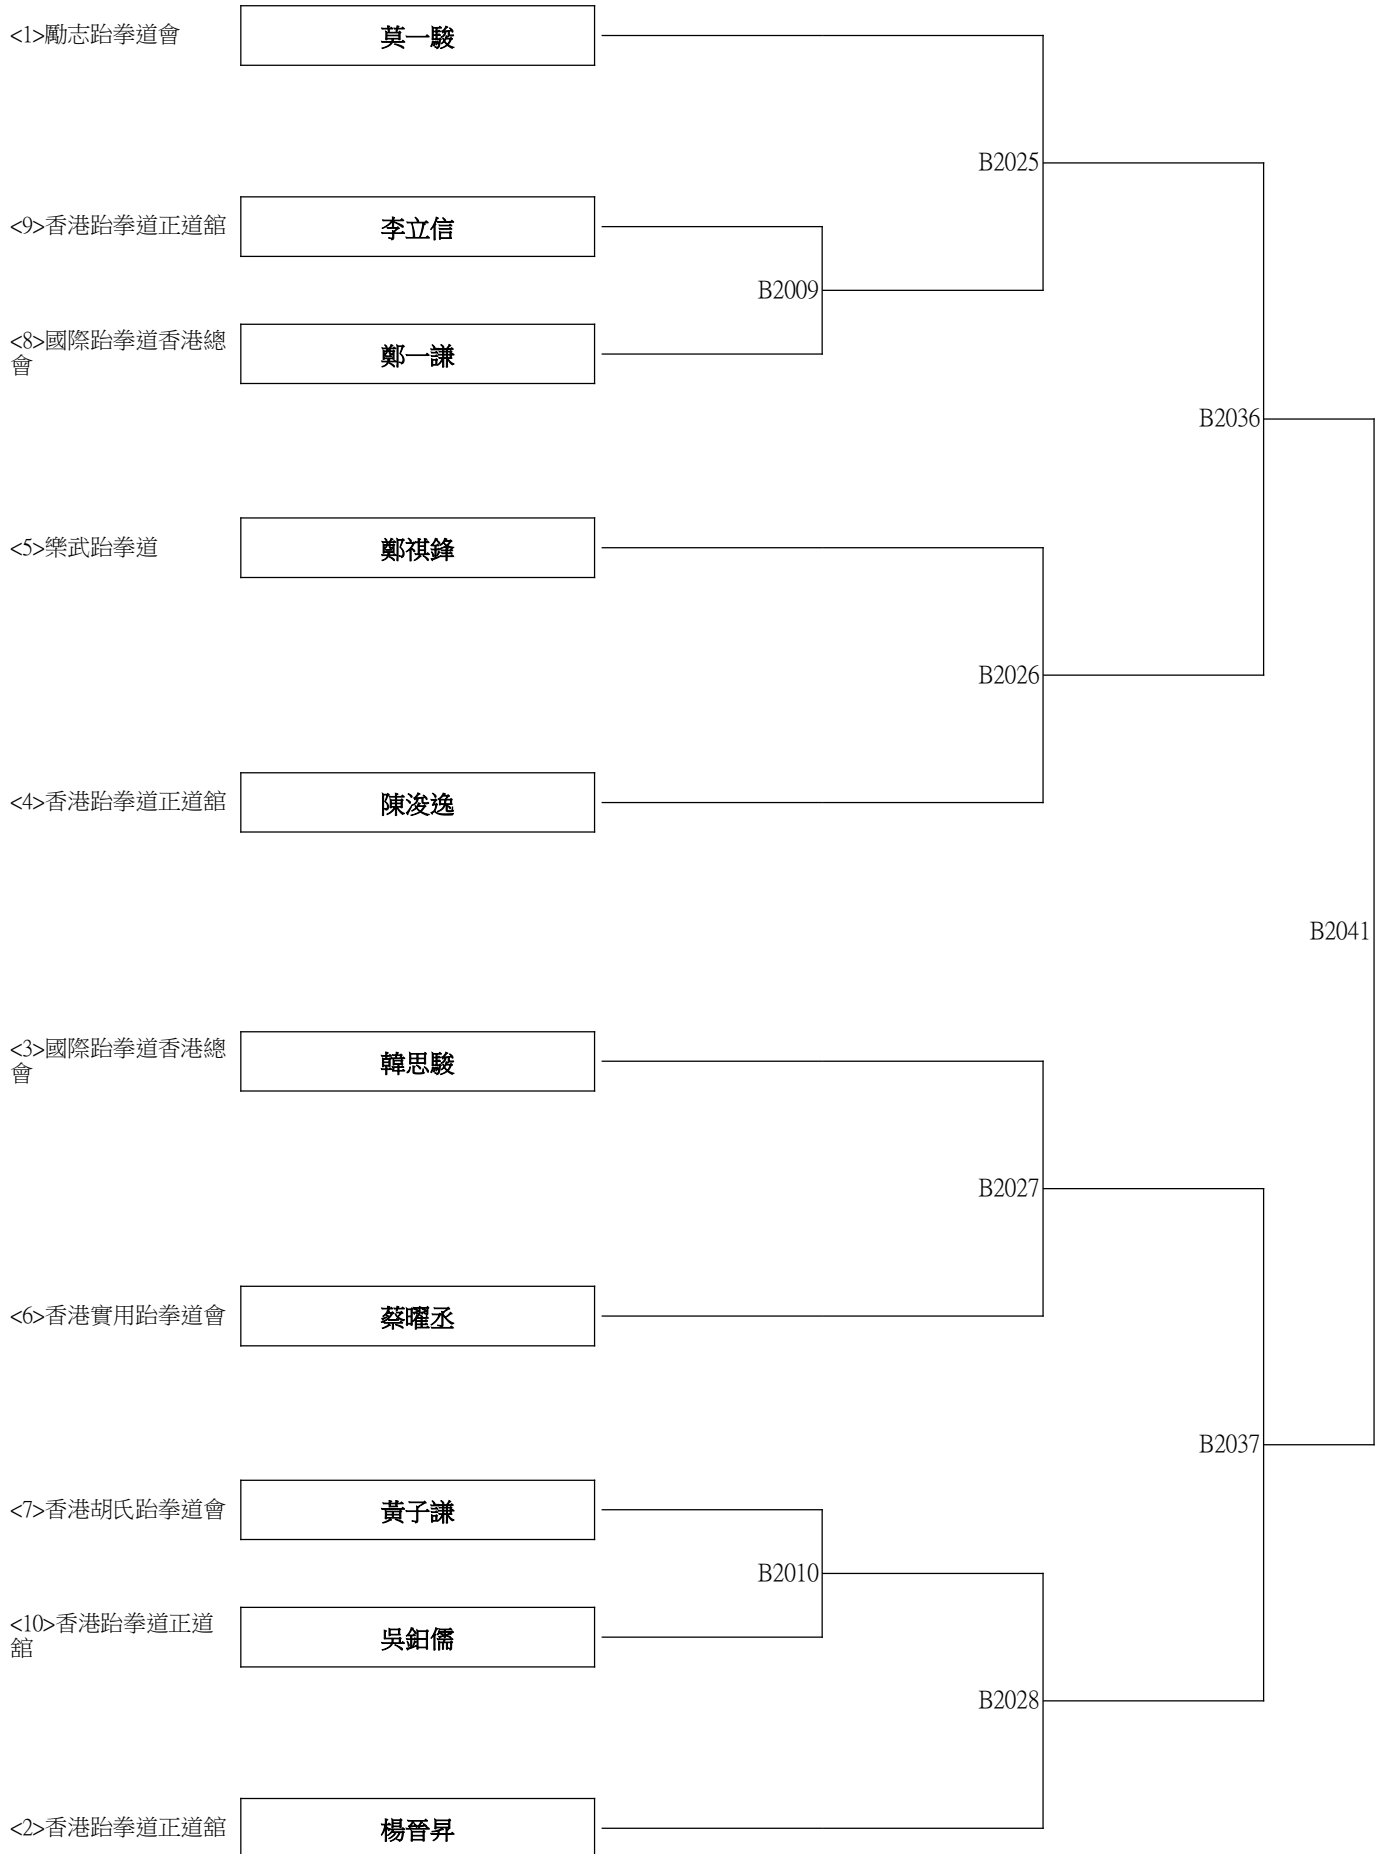 <1>勵志跆拳道會
莫一駿
B2025
<9>香港跆拳道正道舘
李立信
B2009
<8>國際跆拳道香港總
會
鄭一謙
B2036
<5>樂武跆拳道
鄭祺鋒
B2026
<4>香港跆拳道正道舘
陳浚逸
B2041
<3>國際跆拳道香港總
會
韓思駿
B2027
<6>香港實用跆拳道會
蔡曜丞
B2037
<7>香港胡氏跆拳道會
黃子謙
B2010
<10>香港跆拳道正道
舘
吳鈤儒
B2028
<2>香港跆拳道正道舘
楊晉昇